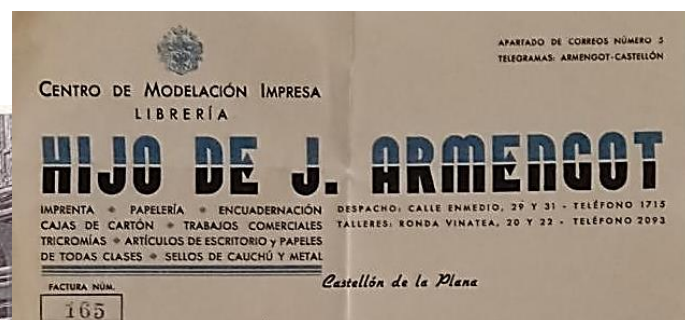 APARTADO DE CORREOS NÚMERO 5
TELEGRAMAS: ARMENGOT-CASTELLÓN
CENTRO DE MODELACIÓN IMPRESA
LIBRERÍA
HIJO DE J. ARMENGOT
IMPRENTA * PAPELERÍA * ENCUADERNACIÓN
CAJAS DE CARTÓN * TRABAJOS COMERCIALES
TRICROMÍAS * ARTÍCULOS DE ESCRITORIO y PAPELES
DE TODAS CLASES * SELLOS DE CAUCHÚ Y METAL
DESPACHO: CALLE ENMEDIO, 29 Y 31 - TELÉFONO 1715
TALLERES: RONDA VINATEA, 20 Y 22 - TELÉFONO 2093
Castellón de la Plana
FACTURA NÚM.
165